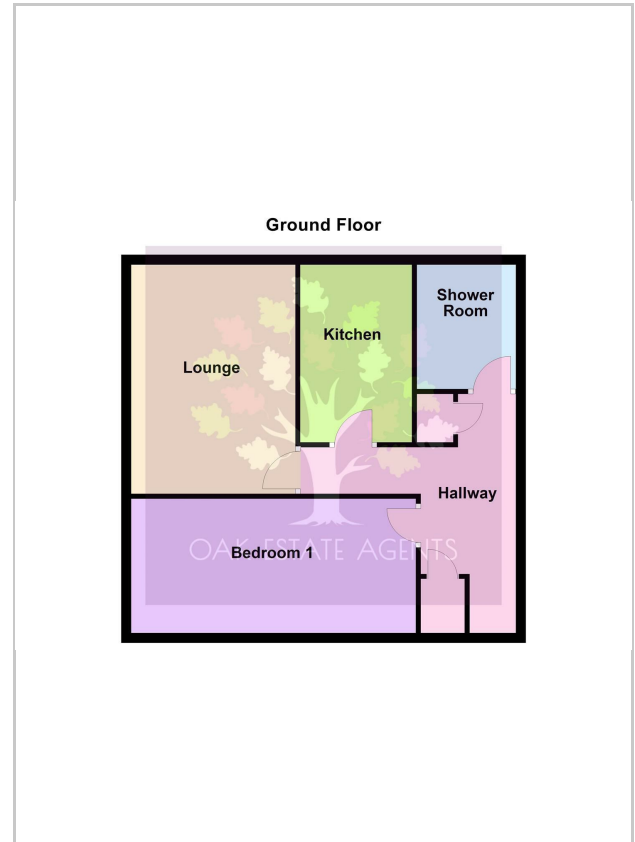 Ground Floor
Shower
Room
Kitchen
Lounge
Hallway
OAK ESTATE AGENTS
Bedroom 1